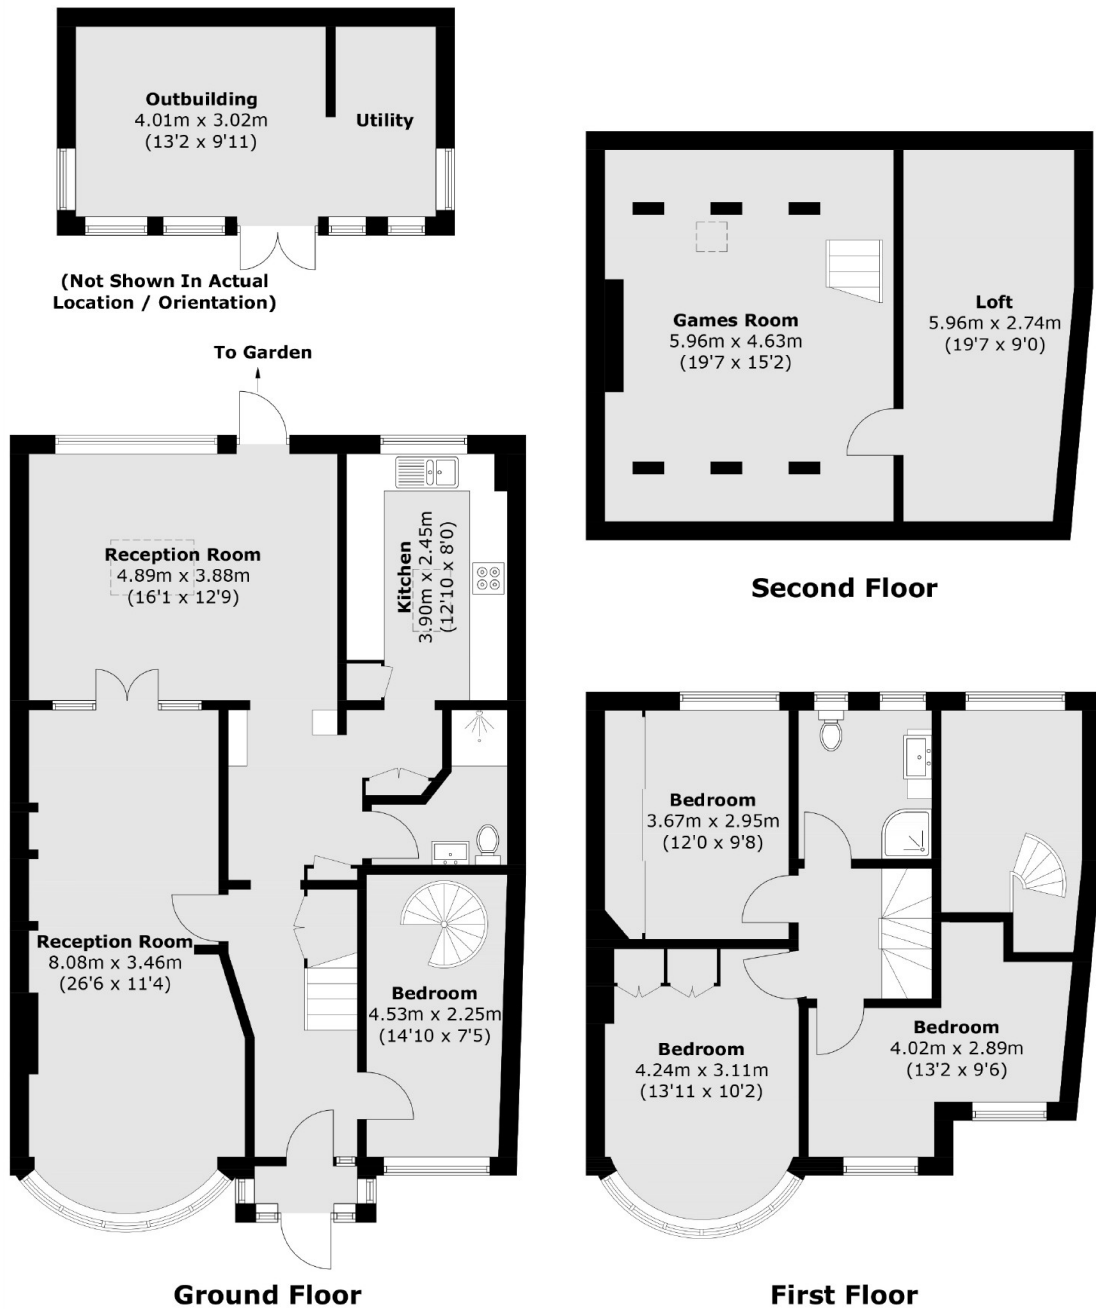 Outbuilding
4.01m x 3.02m
(13'2 x 9'11)
Utility
(Not Shown In Actual
Location / Orientation)
To Garden
Reception Room
4.89m x 3.88m
(16'1 x 12'9)
Kitchen
3.90m x 2.45m
(12'10 x 8'0)
Reception Room
8.08m x 3.46m
(26'6 x 11'4)
Bedroom
4.53m x 2.25m
(14'10 x 7'5)
Ground Floor
Games Room
5.96m x 4.63m
(19'7 x 15'2)
Loft
5.96m x 2.74m
(19'7 x 9'0)
Second Floor
Bedroom
3.67m x 2.95m
(12'0 x 9'8)
Bedroom
4.24m x 3.11m
(13'11 x 10'2)
Bedroom
4.02m x 2.89m
(13'2 x 9'6)
First Floor